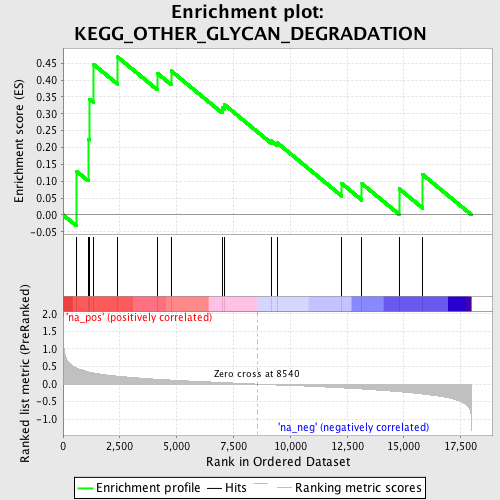 Enrichment plot:
KEGG_OTHER_GLYCAN_DEGRADATION
Enrichment score (ES)
0.45
0.40
0.35
0.30
0.25
0.20
0.15
0.10
0.05
0.00
-0.05
'na_pos' (positively correlated)
Ranked list metric (PreRanked)
2.0
1.5
1.0
0.5
0.0
-0.5
-1.0
Zero cross at 8540
'na_neg' (negatively correlated)
0 2,500 5,000 7,500 10,000 12,500 15,000 17,500
Rank in Ordered Dataset
Enrichment profile Hits Ranking metric scores